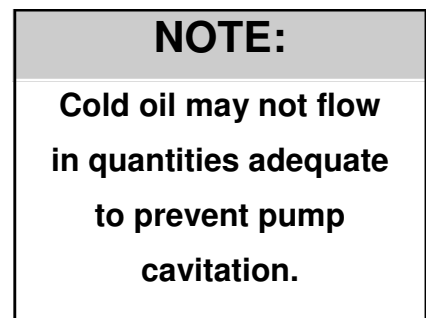 NOTE:
Cold oil may not flow
in quantities adequate
to prevent pump
cavitation.